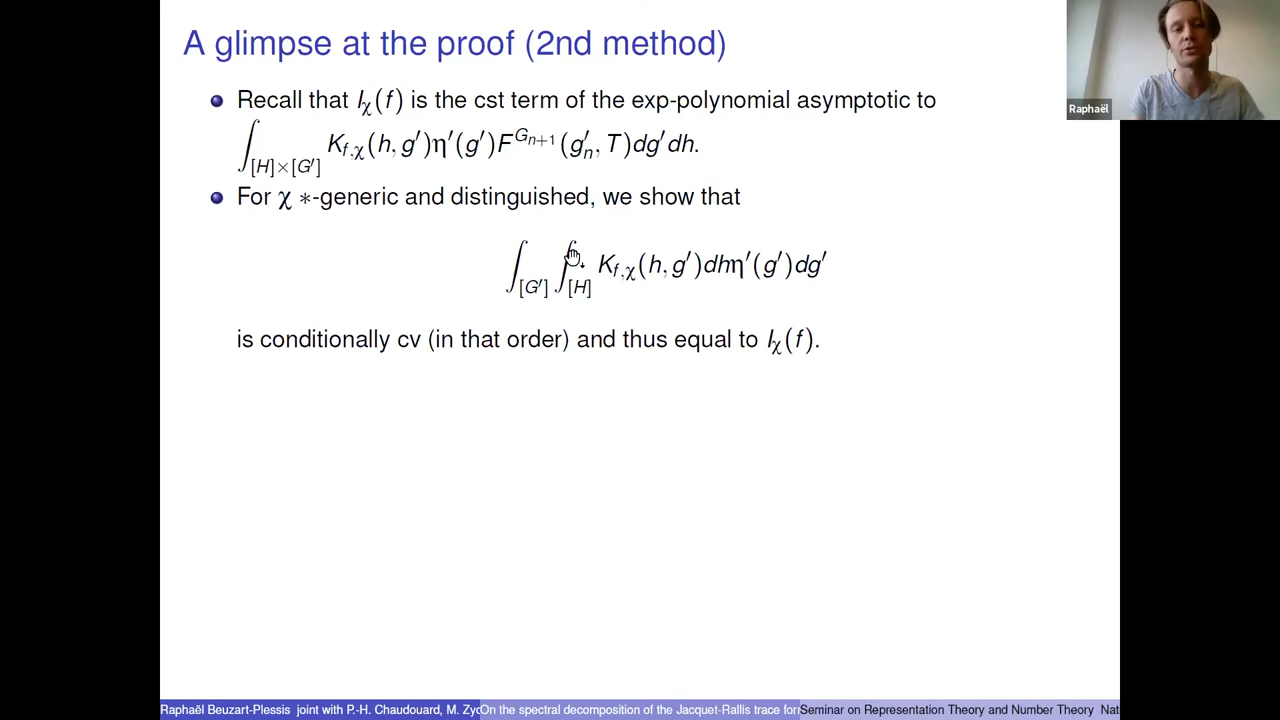 A glimpse at the proof (2nd method)
Recall that I_χ(f) is the cst term of the exp-polynomial asymptotic to
∫_{[H]×[G′]} K_{f,χ}(h, g′)η′(g′)F^{G_{n+1}}(g′_n, T)dg′dh.
For χ ∗-generic and distinguished, we show that
∫_{[G′]} ∫_{[H]} K_{f,χ}(h, g′)dhη′(g′)dg′
is conditionally cv (in that order) and thus equal to I_χ(f).
Raphaël
Raphaël Beuzart-Plessis joint with P.-H. Chaudouard, M. Zyd On the spectral decomposition of the Jacquet-Rallis trace for Seminar on Representation Theory and Number Theory Nat